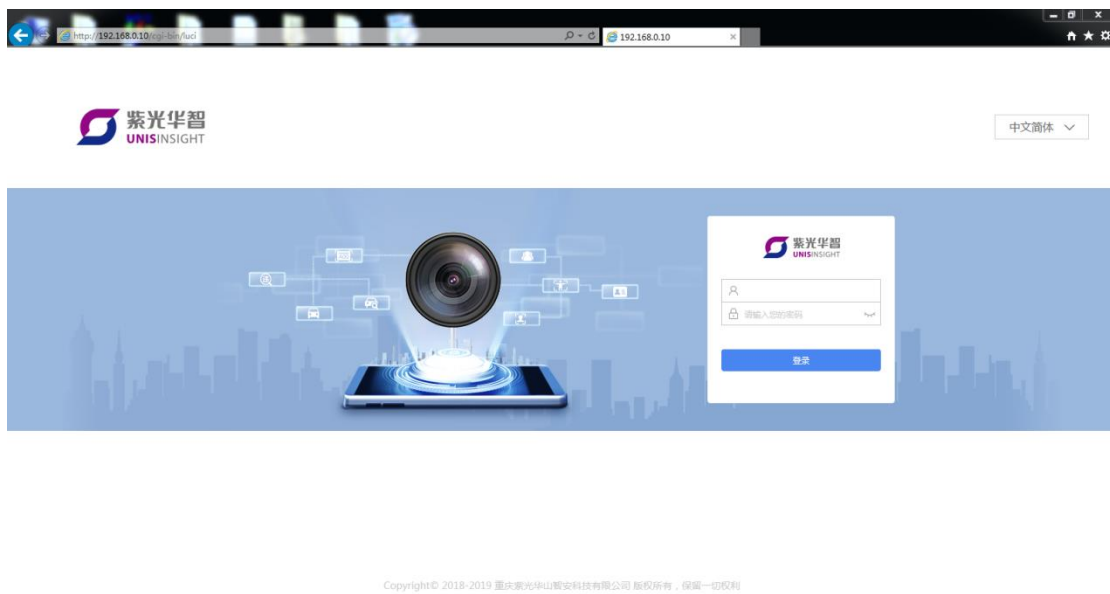 http://192.168.0.10/cgi-bin/luci
192.168.0.10
紫光华智
UNISINSIGHT
中文简体
紫光华智
UNISINSIGHT
请输入您的密码
登录
Copyright© 2018-2019 重庆紫光华山智安科技有限公司 版权所有，保留一切权利